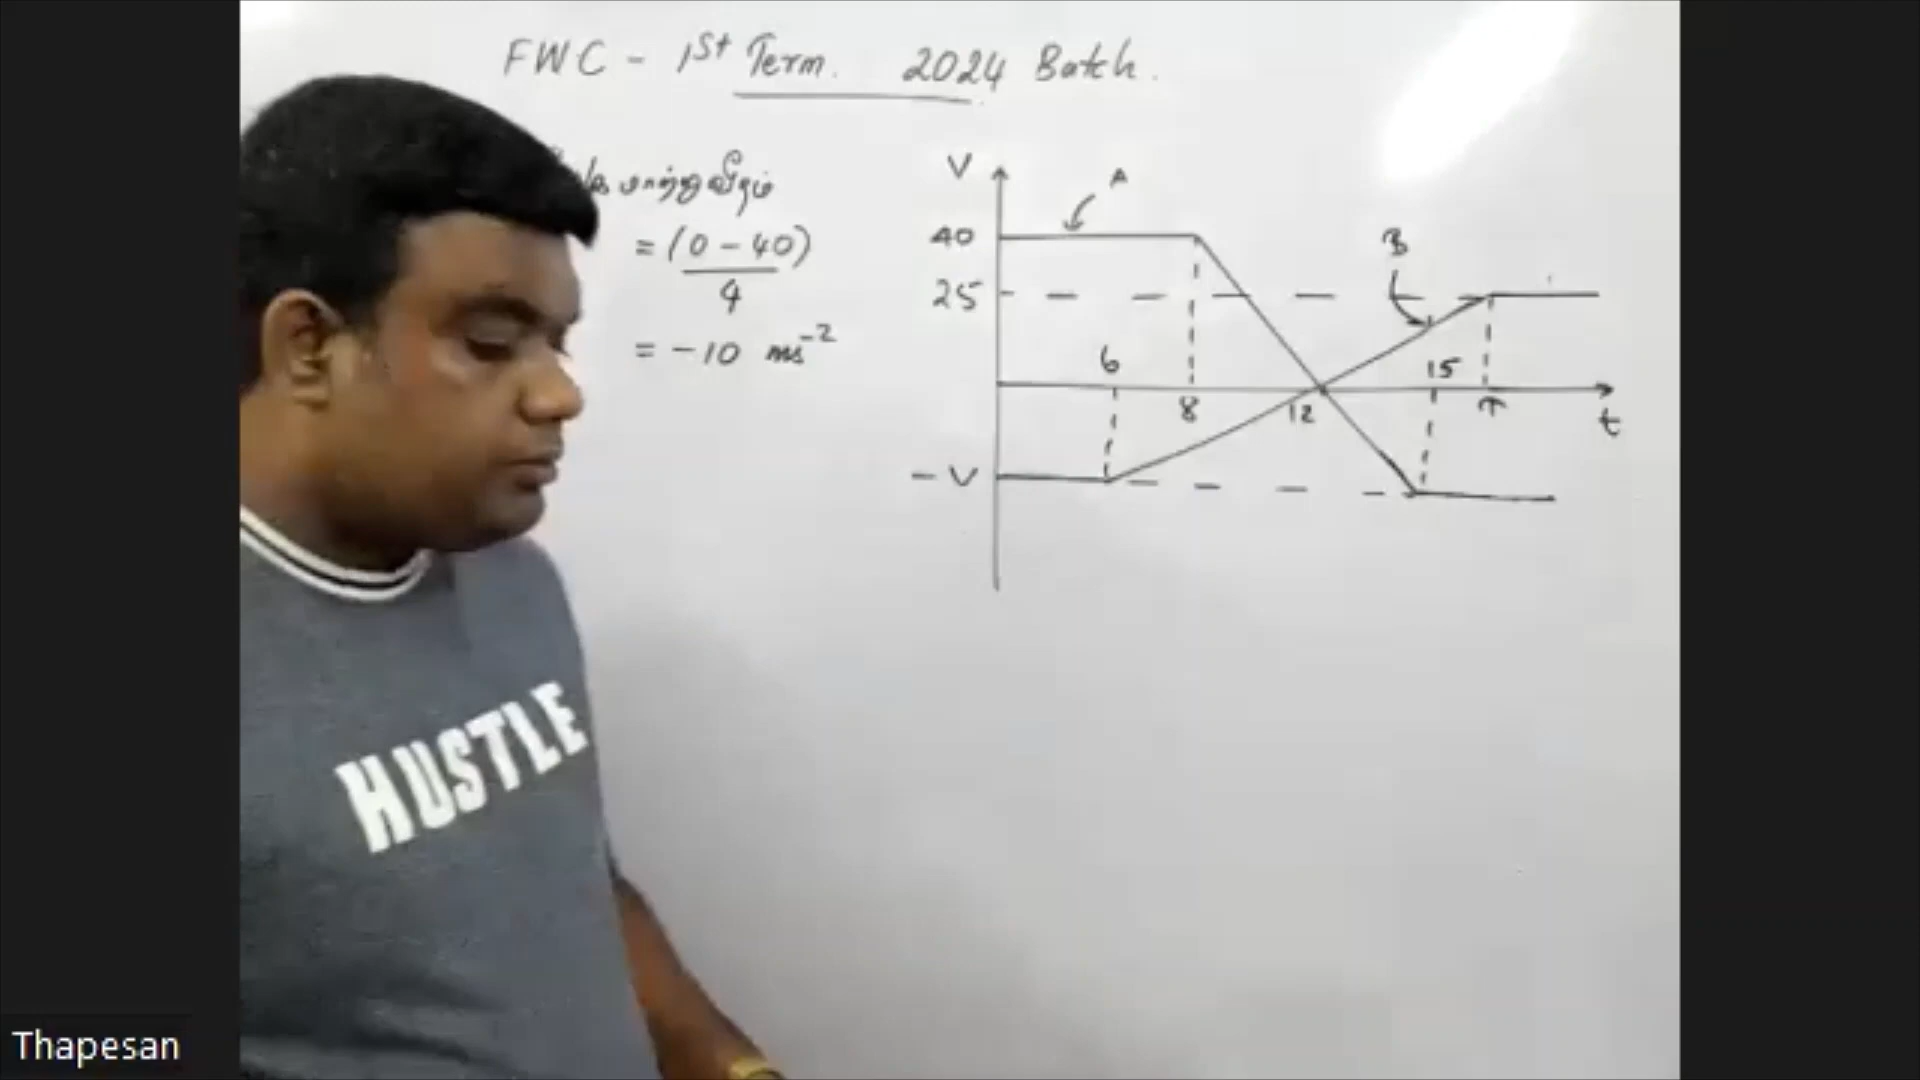 FWC - 1st Term. 2024 Batch.
மாற்றுவீதம்
= (0 - 40)
4
= -10 ms-2
V
A
40
B
25
6
15
8
12
T
t
- V
HUSTLE
Thapesan